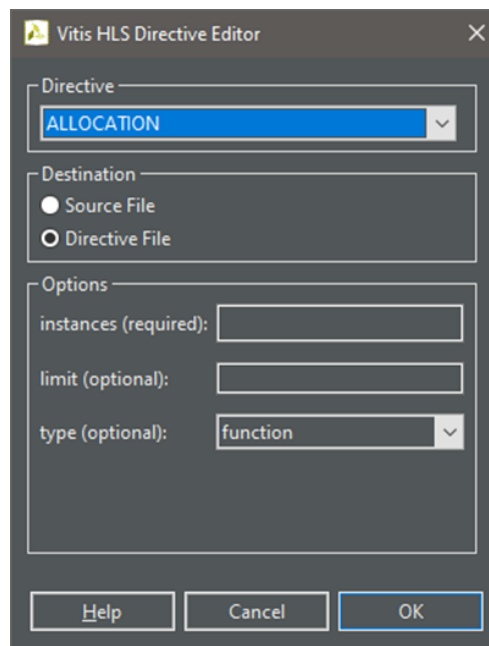 Vitis HLS Directive Editor
Directive
ALLOCATION
Destination
Source File
Directive File
Options
instances (required):
limit (optional):
type (optional): function
Help Cancel OK